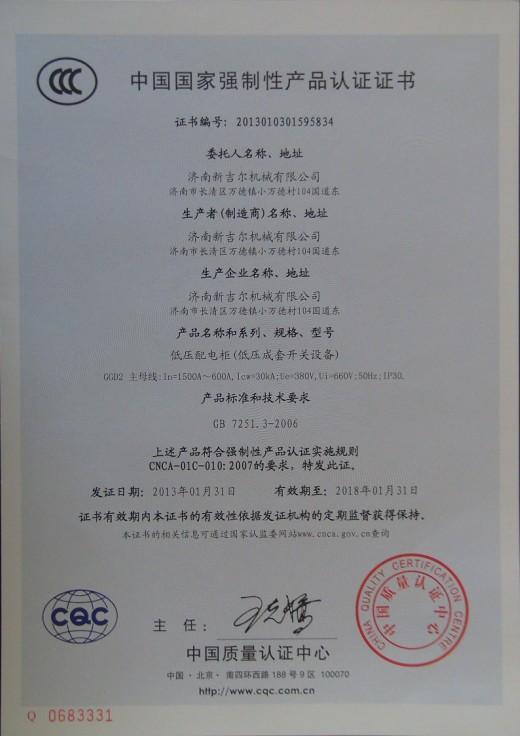 中国国家强制性产品认证证书
证书编号: 2013010301595834
委托人名称、地址
济南新吉尔机械有限公司
济南市长清区万德镇小万德村104国道东
生产者(制造商)名称、地址
济南新吉尔机械有限公司
济南市长清区万德镇小万德村104国道东
生产企业名称、地址
济南新吉尔机械有限公司
济南市长清区万德镇小万德村104国道东
产品名称和系列、规格、型号
低压配电柜(低压成套开关设备)
GGD2 主母线:In=1500A～600A,Icw=30kA;Ue=380V,Ui=660V;50Hz;IP30.
产品标准和技术要求
GB 7251.3-2006
上述产品符合强制性产品认证实施规则
CNCA-01C-010:2007的要求, 特发此证.
发证日期: 2013年01月31日 有效期至: 2018年01月31日
证书有效期内本证书的有效性依据发证机构的定期监督获得保持。
本证书的相关信息可通过国家认监委网站www.cnca.gov.cn查询
CQC
主 任:
中国质量认证中心
中国·北京·南四环西路188号9区 100070
http://www.cqc.com.cn
CHINA QUALITY CERTIFICATION CENTRE
中国质量认证中心
Q 0683331